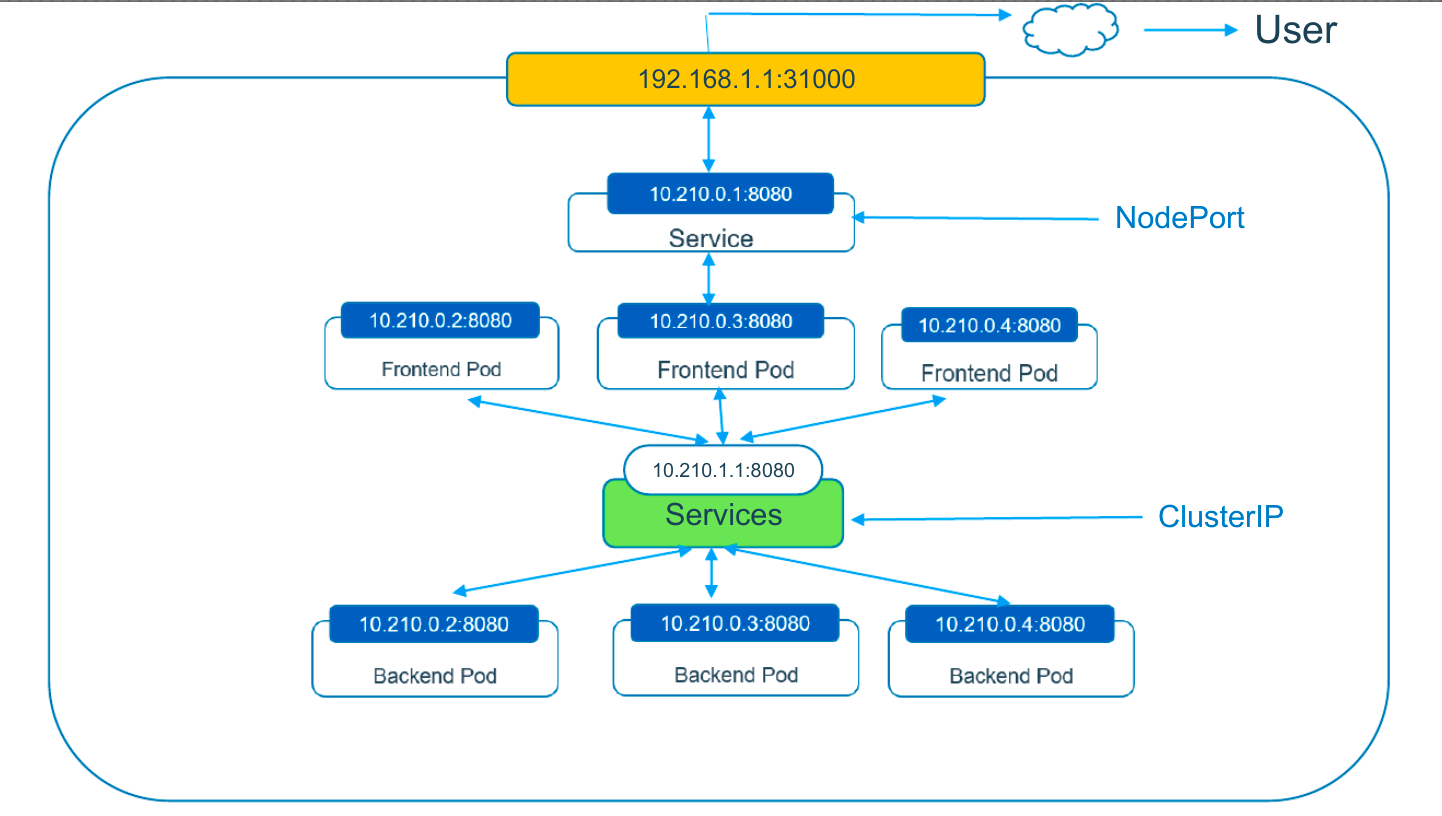 User
192.168.1.1:31000
10.210.0.1:8080
Service
NodePort
10.210.0.2:8080
Frontend Pod
10.210.0.3:8080
Frontend Pod
10.210.0.4:8080
Frontend Pod
10.210.1.1:8080
Services
ClusterIP
10.210.0.2:8080
Backend Pod
10.210.0.3:8080
Backend Pod
10.210.0.4:8080
Backend Pod